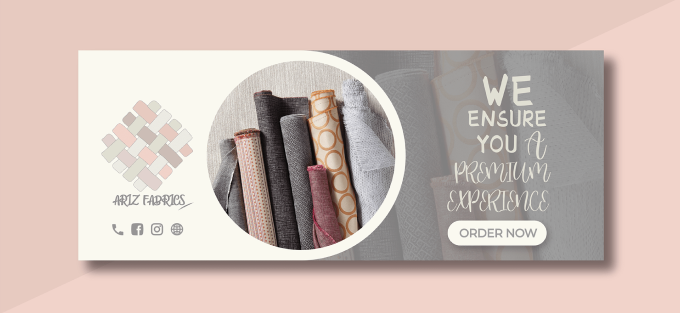 ARIZ FABRICS
WE
ENSURE
YOU A
PREMIUM
EXPERIENCE
ORDER NOW